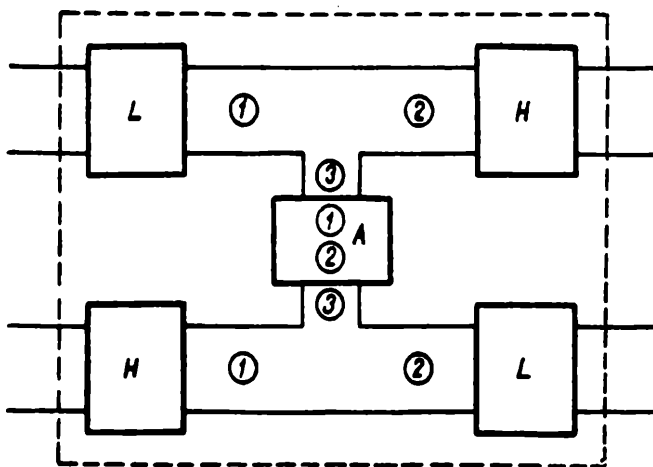 L ① ② H
③
① A
②
③
H ① ② L